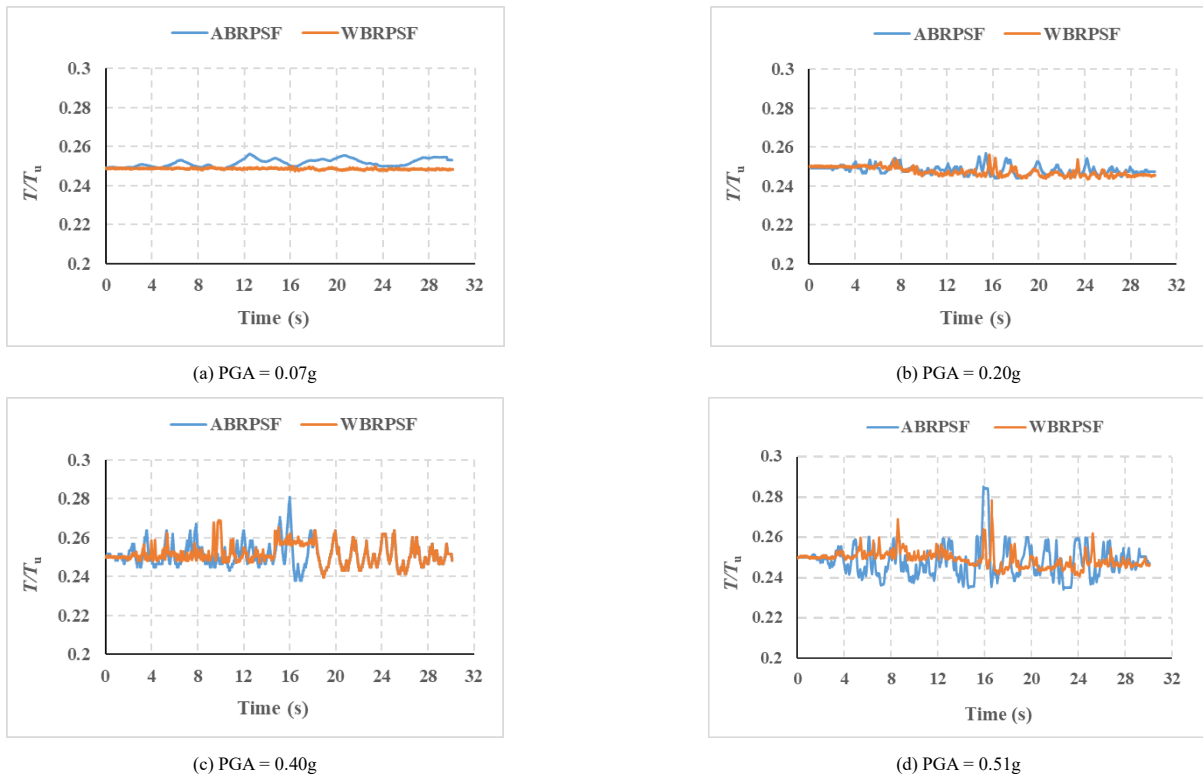 ABRPSF WBRPSF
0.3
0.28
0.26
0.24
0.22
0.2
T/Tu
0 4 8 12 16 20 24 28 32
Time (s)
(a) PGA = 0.07g
ABRPSF WBRPSF
0.3
0.28
0.26
0.24
0.22
0.2
T/Tu
0 4 8 12 16 20 24 28 32
Time (s)
(b) PGA = 0.20g
ABRPSF WBRPSF
0.3
0.28
0.26
0.24
0.22
0.2
T/Tu
0 4 8 12 16 20 24 28 32
Time (s)
(c) PGA = 0.40g
ABRPSF WBRPSF
0.3
0.28
0.26
0.24
0.22
0.2
T/Tu
0 4 8 12 16 20 24 28 32
Time (s)
(d) PGA = 0.51g